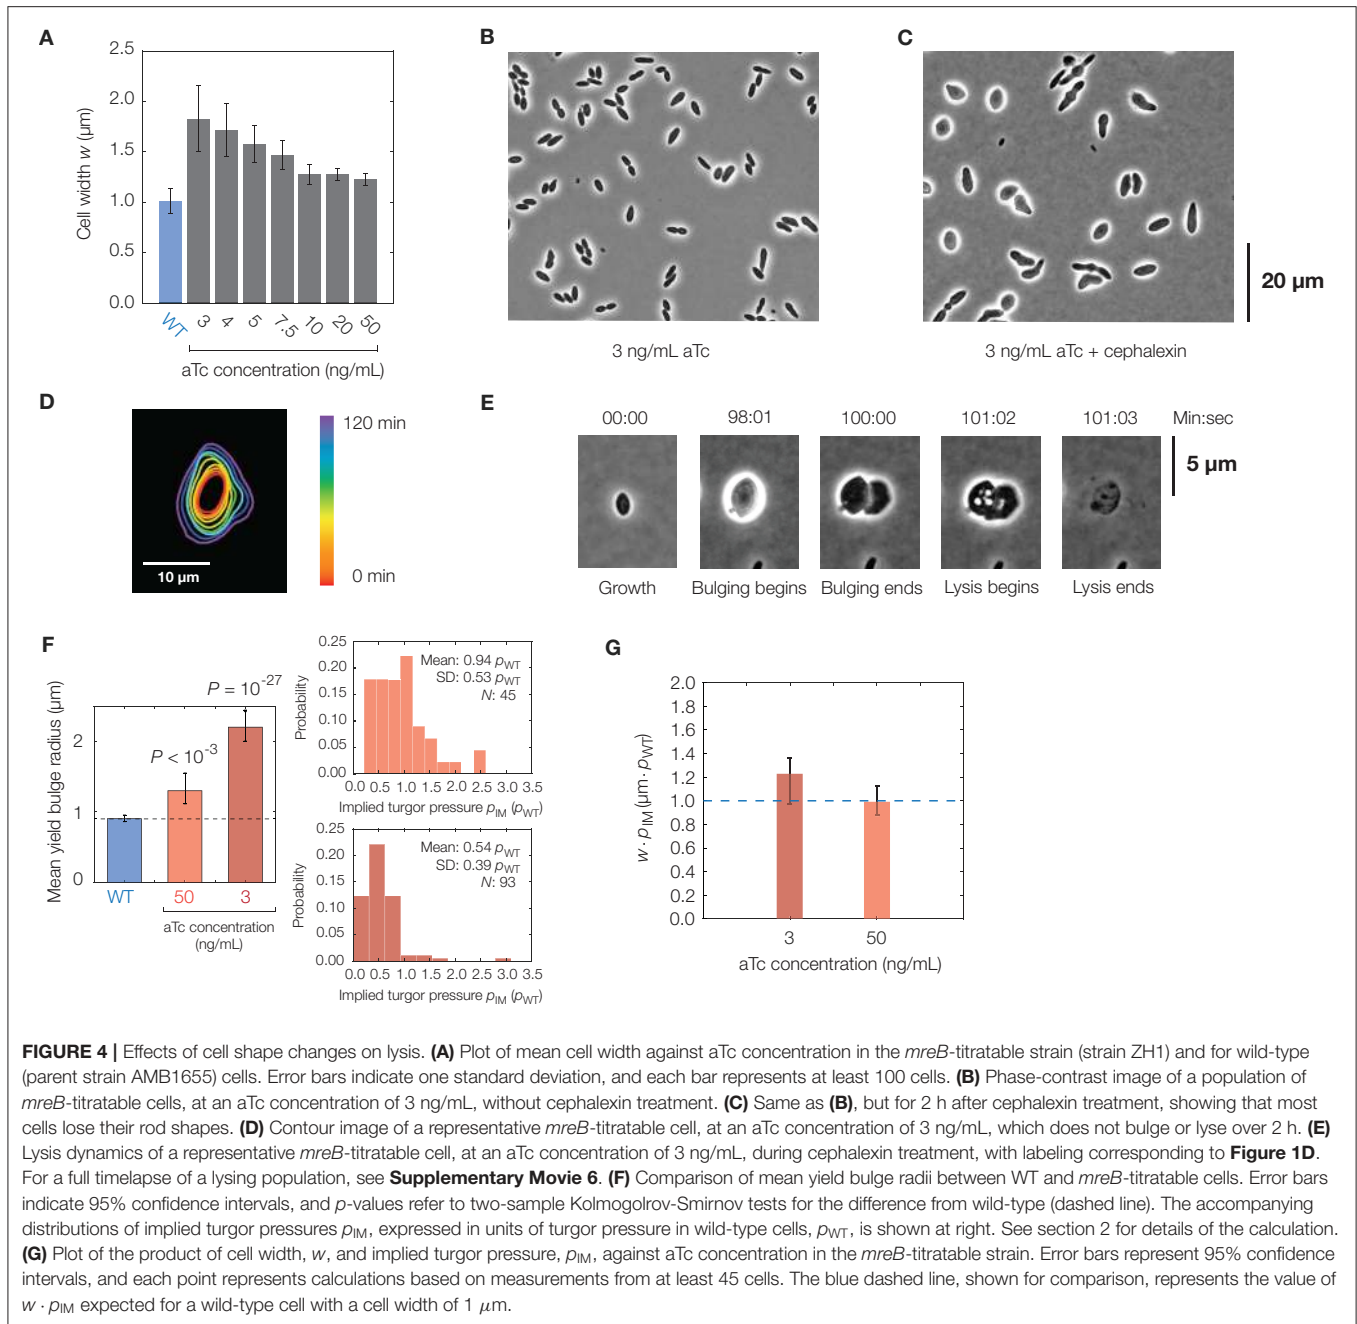 A
2.5
2.0
1.5
1.0
0.5
0.0
Cell width w (µm)
WT
3
4
5
7.5
10
20
50
aTc concentration (ng/mL)
B
3 ng/mL aTc
C
3 ng/mL aTc + cephalexin
20 µm
D
10 µm
120 min
0 min
E
00:00
98:01
100:00
101:02
101:03
Min:sec
5 µm
Growth
Bulging begins
Bulging ends
Lysis begins
Lysis ends
F
Mean yield bulge radius (µm)
2
1
0
P < 10-3
P = 10-27
WT
50
3
aTc concentration
(ng/mL)
Probability
0.25
0.20
0.15
0.10
0.05
0.00
Mean: 0.94 pWT
SD: 0.53 pWT
N: 45
0.0 0.5 1.0 1.5 2.0 2.5 3.0 3.5
Implied turgor pressure pIM (pWT)
Probability
0.25
0.20
0.15
0.10
0.05
0.00
Mean: 0.54 pWT
SD: 0.39 pWT
N: 93
0.0 0.5 1.0 1.5 2.0 2.5 3.0 3.5
Implied turgor pressure pIM (pWT)
G
w · pIM (µm · pWT)
2.0
1.8
1.6
1.4
1.2
1.0
0.8
0.6
0.4
0.2
0.0
3
50
aTc concentration (ng/mL)
FIGURE 4 | Effects of cell shape changes on lysis. (A) Plot of mean cell width against aTc concentration in the mreB-titratable strain (strain ZH1) and for wild-type
(parent strain AMB1655) cells. Error bars indicate one standard deviation, and each bar represents at least 100 cells. (B) Phase-contrast image of a population of
mreB-titratable cells, at an aTc concentration of 3 ng/mL, without cephalexin treatment. (C) Same as (B), but for 2 h after cephalexin treatment, showing that most
cells lose their rod shapes. (D) Contour image of a representative mreB-titratable cell, at an aTc concentration of 3 ng/mL, which does not bulge or lyse over 2 h. (E)
Lysis dynamics of a representative mreB-titratable cell, at an aTc concentration of 3 ng/mL, during cephalexin treatment, with labeling corresponding to Figure 1D.
For a full timelapse of a lysing population, see Supplementary Movie 6. (F) Comparison of mean yield bulge radii between WT and mreB-titratable cells. Error bars
indicate 95% confidence intervals, and p-values refer to two-sample Kolmogolrov-Smirnov tests for the difference from wild-type (dashed line). The accompanying
distributions of implied turgor pressures pIM, expressed in units of turgor pressure in wild-type cells, pWT, is shown at right. See section 2 for details of the calculation.
(G) Plot of the product of cell width, w, and implied turgor pressure, pIM, against aTc concentration in the mreB-titratable strain. Error bars represent 95% confidence
intervals, and each point represents calculations based on measurements from at least 45 cells. The blue dashed line, shown for comparison, represents the value of
w · pIM expected for a wild-type cell with a cell width of 1 µm.